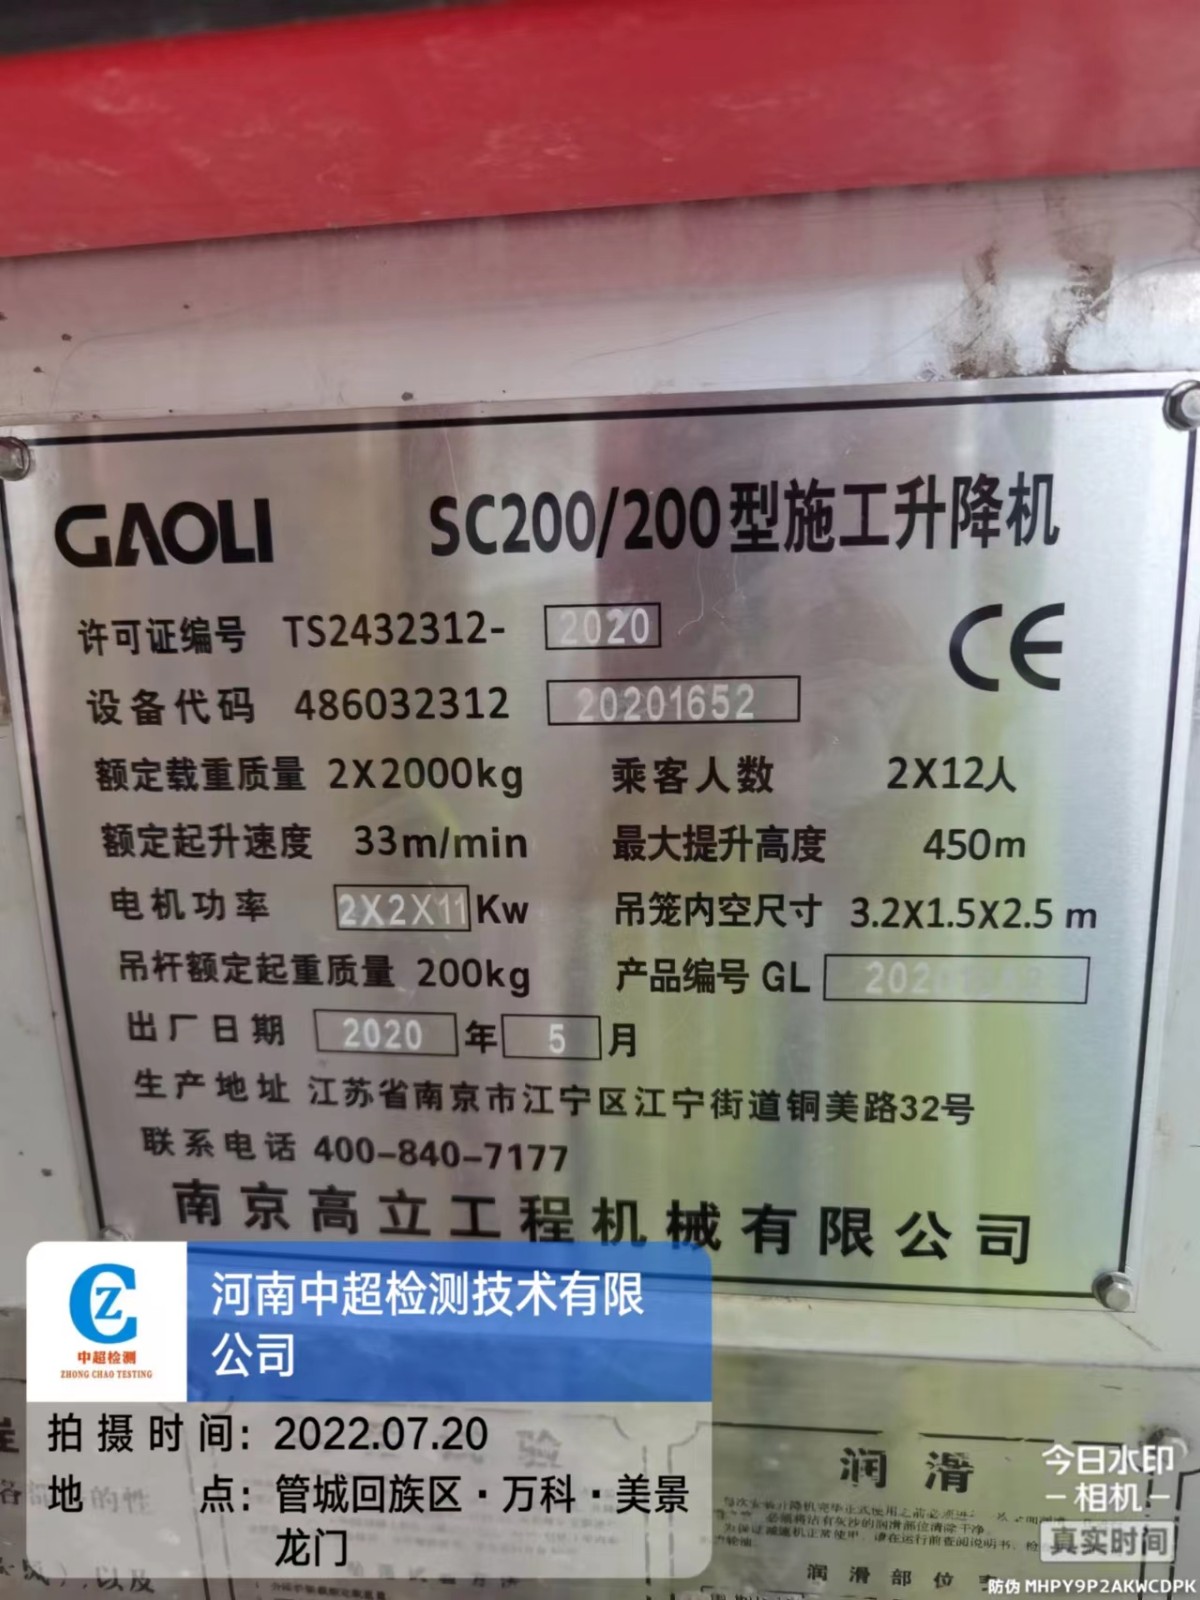 GAOLI SC200/200型施工升降机
许可证编号 TS2432312- 2020
CE
设备代码 486032312 20201652
额定载重质量 2X2000kg 乘客人数 2X12人
额定起升速度 33m/min 最大提升高度 450m
电机功率 2X2X11 Kw 吊笼内空尺寸 3.2X1.5X2.5 m
吊杆额定起重质量 200kg 产品编号 GL
出厂日期 2020 年 5 月
生产地址 江苏省南京市江宁区江宁街道铜美路32号
联系电话 400-840-7177
南京高立工程机械有限公司
CZ
中超检测
ZHONG CHAO TESTING
河南中超检测技术有限
公司
拍摄时间: 2022.07.20
地点: 管城回族区·万科·美景
龙门
验
润滑
润滑部位
今日水印
相机
真实时间
防伪 MHPY9P2AKWCDPK